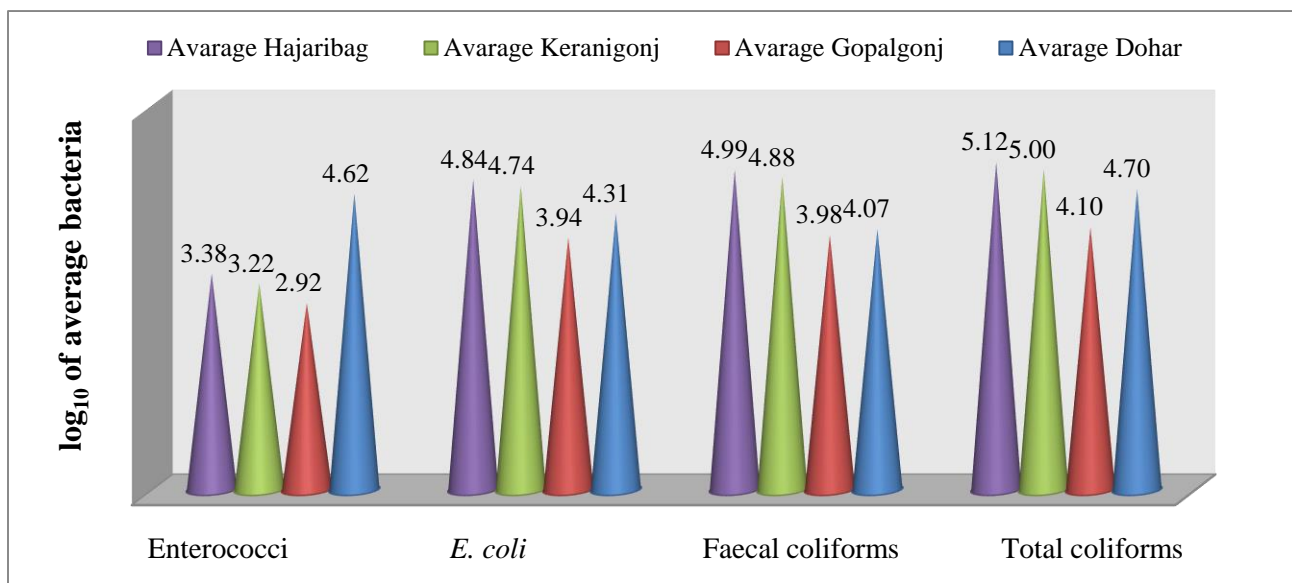 Avarage Hajaribag Avarage Keranigonj Avarage Gopalgonj Avarage Dohar
log₁₀ of average bacteria
3.38 3.22 2.92 4.62 4.84 4.74 3.94 4.31 4.99 4.88 3.98 4.07 5.12 5.00 4.10 4.70
Enterococci E. coli Faecal coliforms Total coliforms